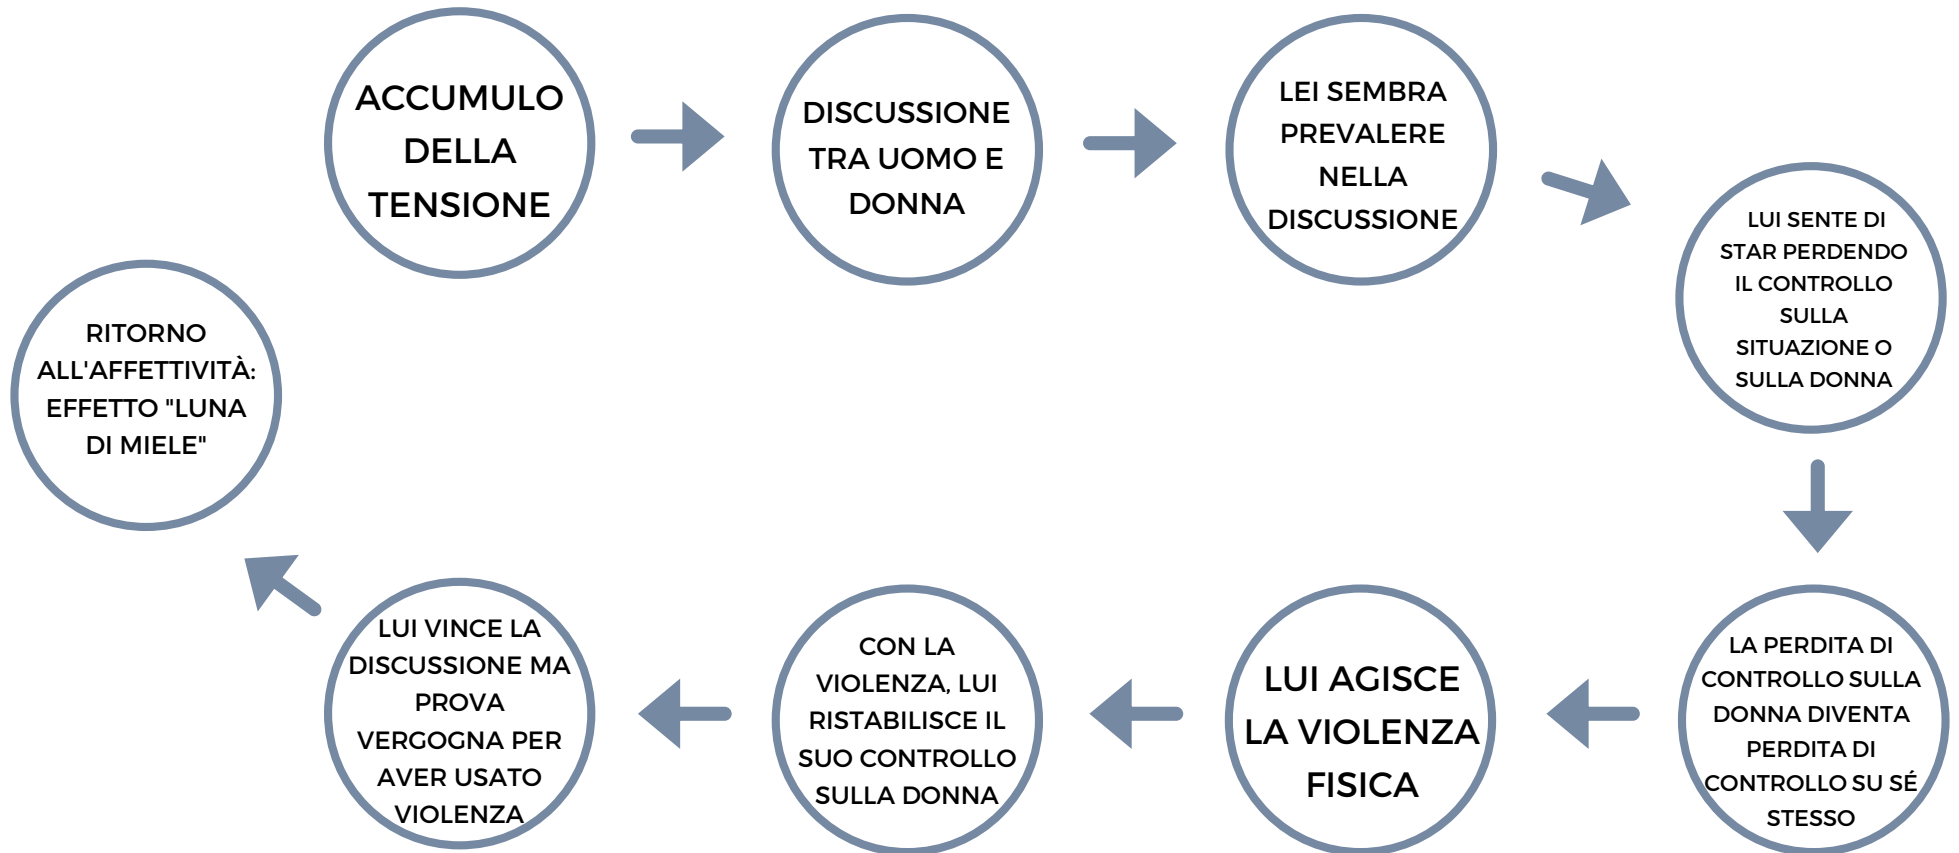 ACCUMULO
DELLA
TENSIONE
DISCUSSIONE
TRA UOMO E
DONNA
LEI SEMBRA
PREVALERE
NELLA
DISCUSSIONE
LUI SENTE DI
STAR PERDENDO
IL CONTROLLO
SULLA
SITUAZIONE O
SULLA DONNA
LA PERDITA DI
CONTROLLO SULLA
DONNA DIVENTA
PERDITA DI
CONTROLLO SU SÉ
STESSO
LUI AGISCE
LA VIOLENZA
FISICA
CON LA
VIOLENZA, LUI
RISTABILISCE IL
SUO CONTROLLO
SULLA DONNA
LUI VINCE LA
DISCUSSIONE MA
PROVA
VERGOGNA PER
AVER USATO
VIOLENZA
RITORNO
ALL'AFFETTIVITÀ:
EFFETTO "LUNA
DI MIELE"